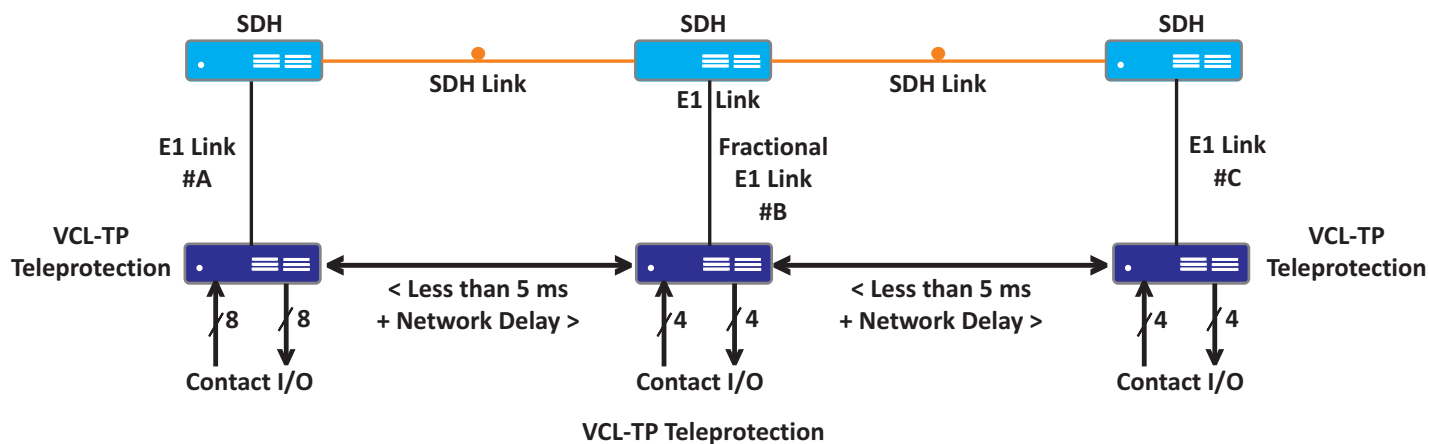 SDH
SDH
SDH
SDH Link
SDH Link
E1 Link
E1 Link
#A
Fractional
E1 Link
#B
E1 Link
#C
VCL-TP
Teleprotection
VCL-TP
Teleprotection
< Less than 5 ms
+ Network Delay >
< Less than 5 ms
+ Network Delay >
8
8
4
4
4
4
Contact I/O
Contact I/O
Contact I/O
VCL-TP Teleprotection